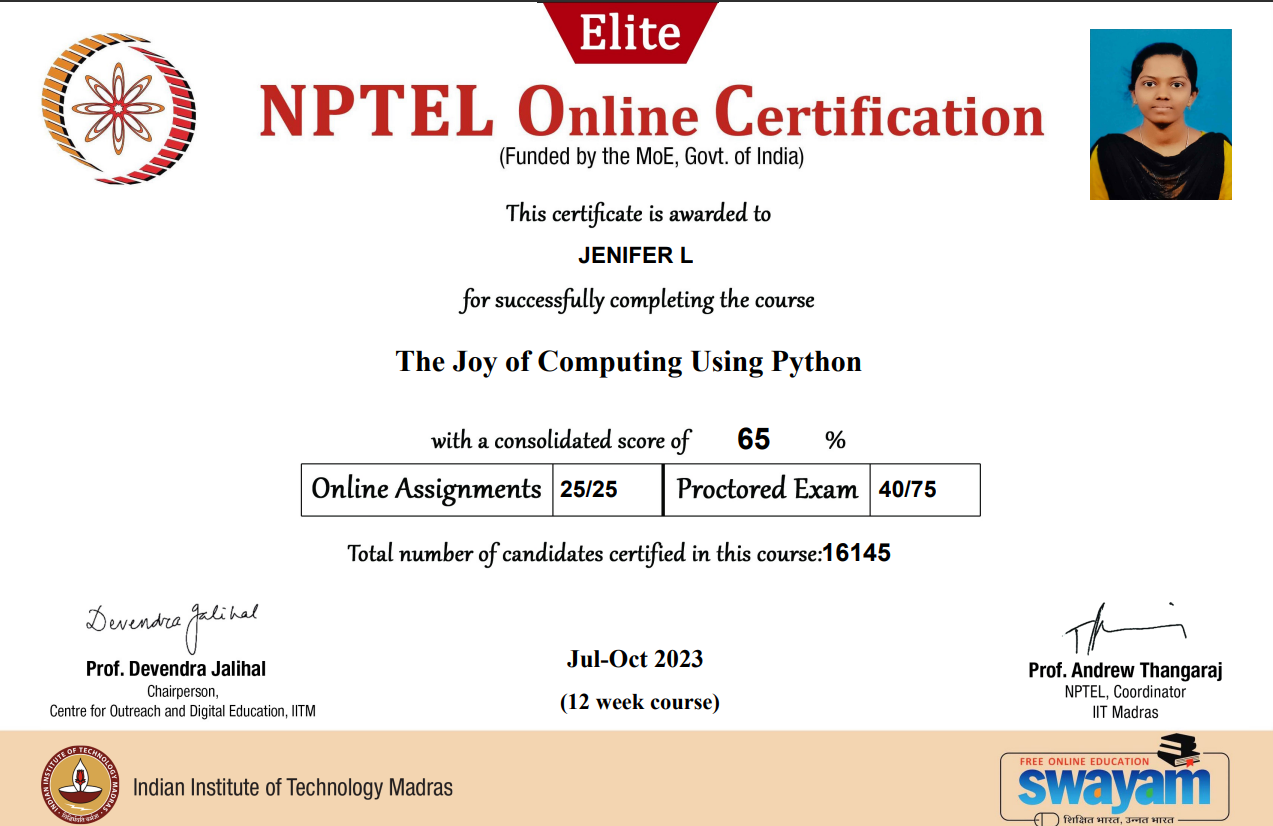 Elite
NPTEL Online Certification
(Funded by the MoE, Govt. of India)
This certificate is awarded to
JENIFER L
for successfully completing the course
The Joy of Computing Using Python
with a consolidated score of 65 %
Online Assignments 25/25 Proctored Exam 40/75
Total number of candidates certified in this course:16145
Devendra Jalihal
Prof. Devendra Jalihal
Chairperson,
Centre for Outreach and Digital Education, IITM
Jul-Oct 2023
(12 week course)
Prof. Andrew Thangaraj
NPTEL, Coordinator
IIT Madras
INDIAN INSTITUTE OF TECHNOLOGY MADRAS
Indian Institute of Technology Madras
FREE ONLINE EDUCATION
swayam
शिक्षित भारत, उन्नत भारत